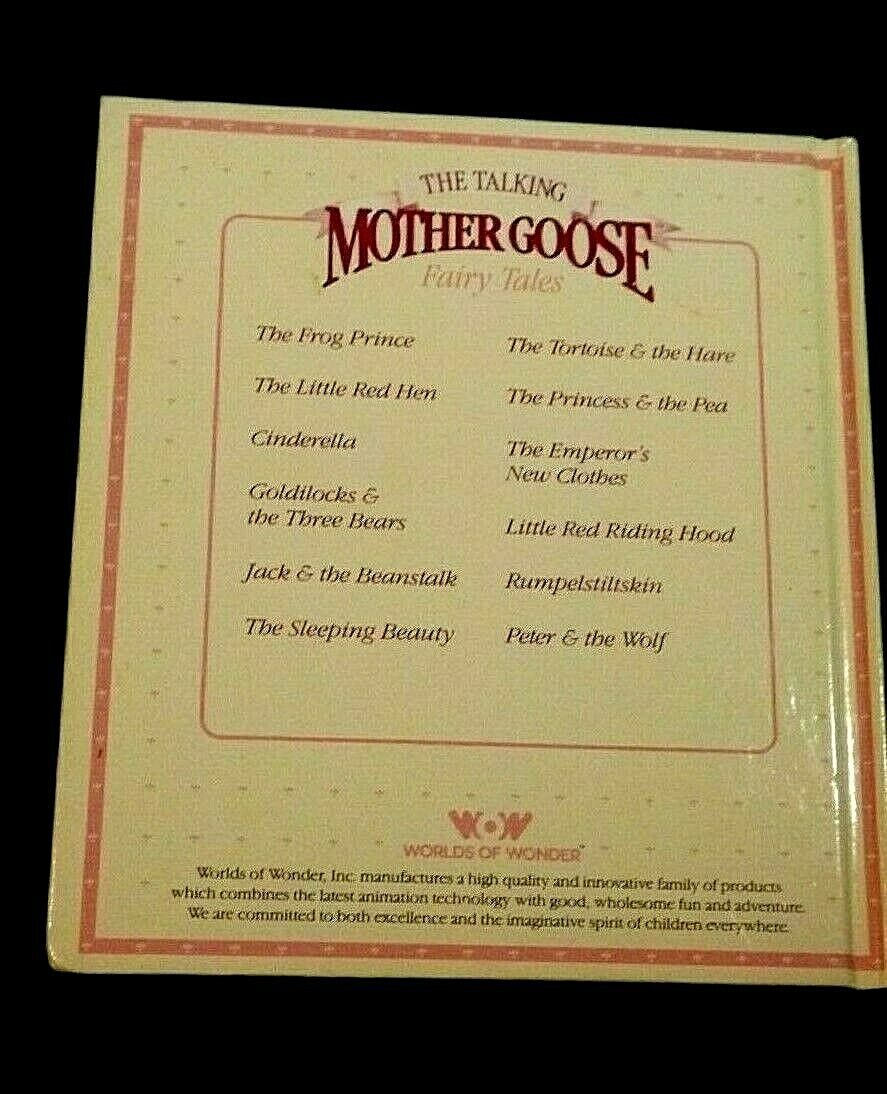 THE TALKING
MOTHER GOOSE
Fairy Tales
The Frog Prince
The Little Red Hen
Cinderella
Goldilocks &
the Three Bears
Jack & the Beanstalk
The Sleeping Beauty
The Tortoise & the Hare
The Princess & the Pea
The Emperor's
New Clothes
Little Red Riding Hood
Rumpelstiltskin
Peter & the Wolf
WOW
WORLDS OF WONDER™
Worlds of Wonder, Inc. manufactures a high quality and innovative family of products
which combines the latest animation technology with good, wholesome fun and adventure.
We are committed to both excellence and the imaginative spirit of children everywhere.